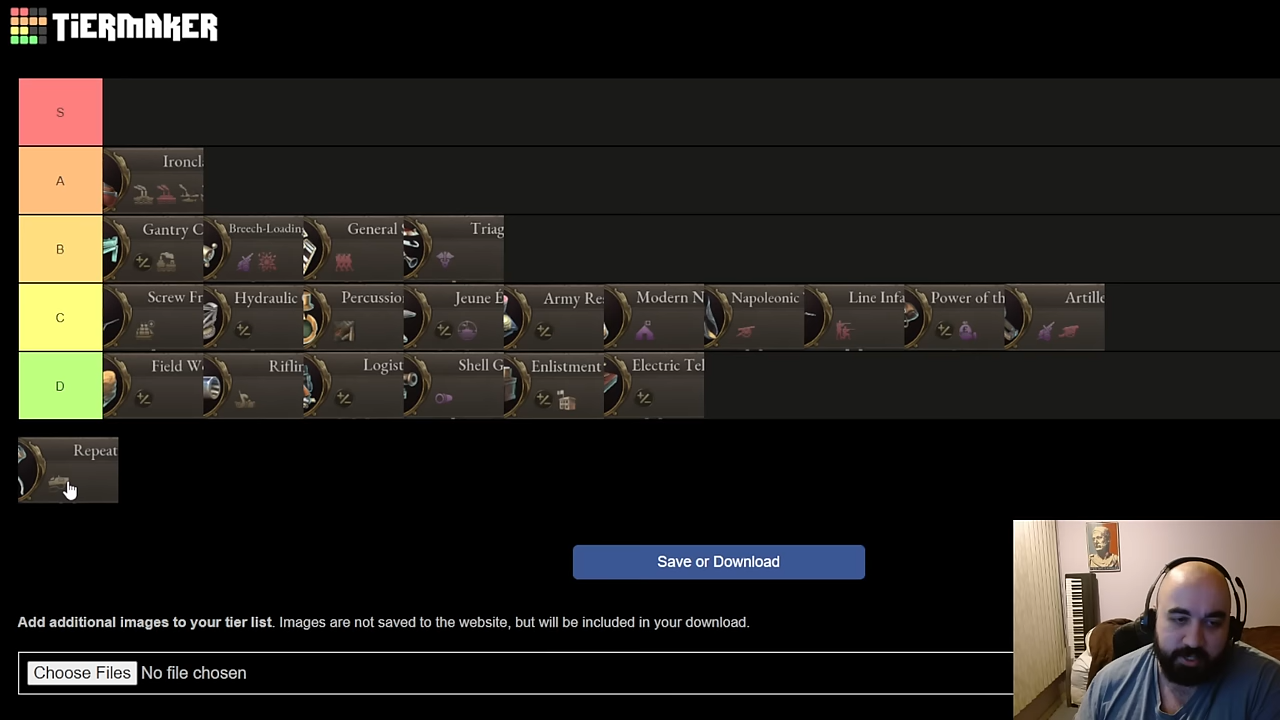 TIERMAKER
S
A
Ironcl
B
Gantry C
Breech-Loadin
General
Triag
C
Screw Fr
Hydraulic
Percussio
Jeune É
Army Re
Modern N
Napoleonic
Line Infa
Power of th
Artille
D
Field W
Riflin
Logist
Shell G
Enlistment
Electric Tel
Repeat
Save or Download
Add additional images to your tier list. Images are not saved to the website, but will be included in your download.
Choose Files No file chosen